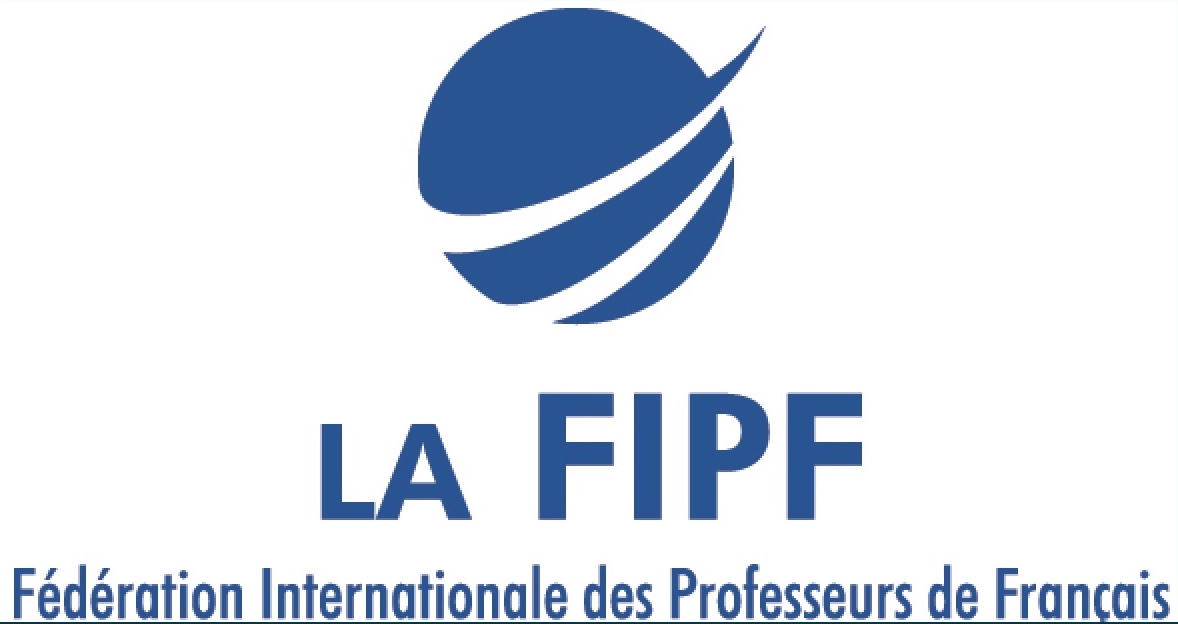 LA FIPF
Fédération Internationale des Professeurs de Français